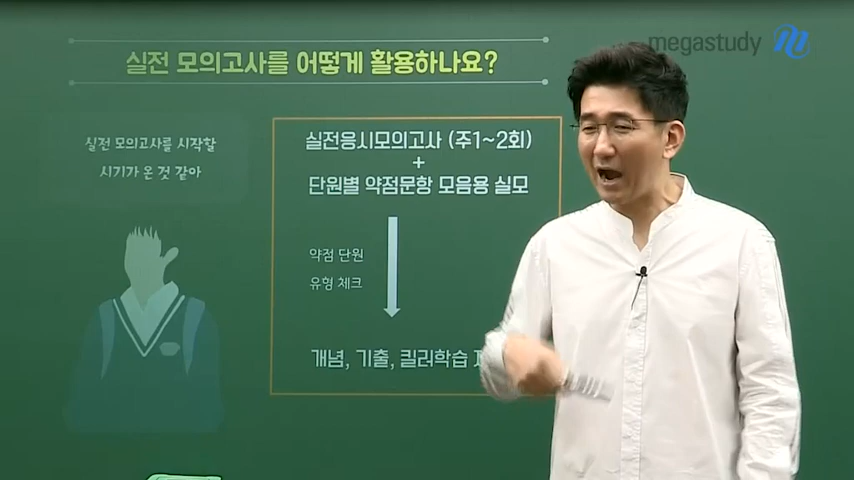 megastudy
실전 모의고사를 어떻게 활용하나요?
실전 모의고사를 시작할
시기가 온 것 같아
실전응시모의고사 (주1~2회)
+
단원별 약점문항 모음용 실모
약점 단원
유형 체크
개념, 기출, 킬러학습